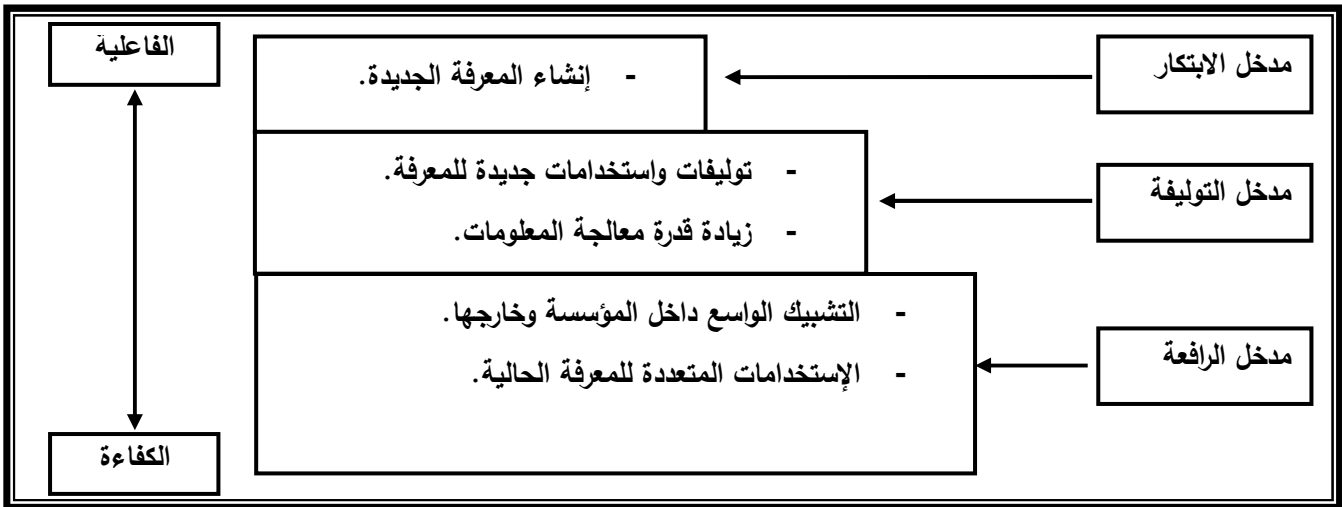 مدخل الابتكار
- إنشاء المعرفة الجديدة.
الفاعلية
مدخل التوليفة
- توليفات واستخدامات جديدة للمعرفة.
- زيادة قدرة معالجة المعلومات.
مدخل الرافعة
- التشبيك الواسع داخل المؤسسة وخارجها.
- الإستخدامات المتعددة للمعرفة الحالية.
الكفاءة